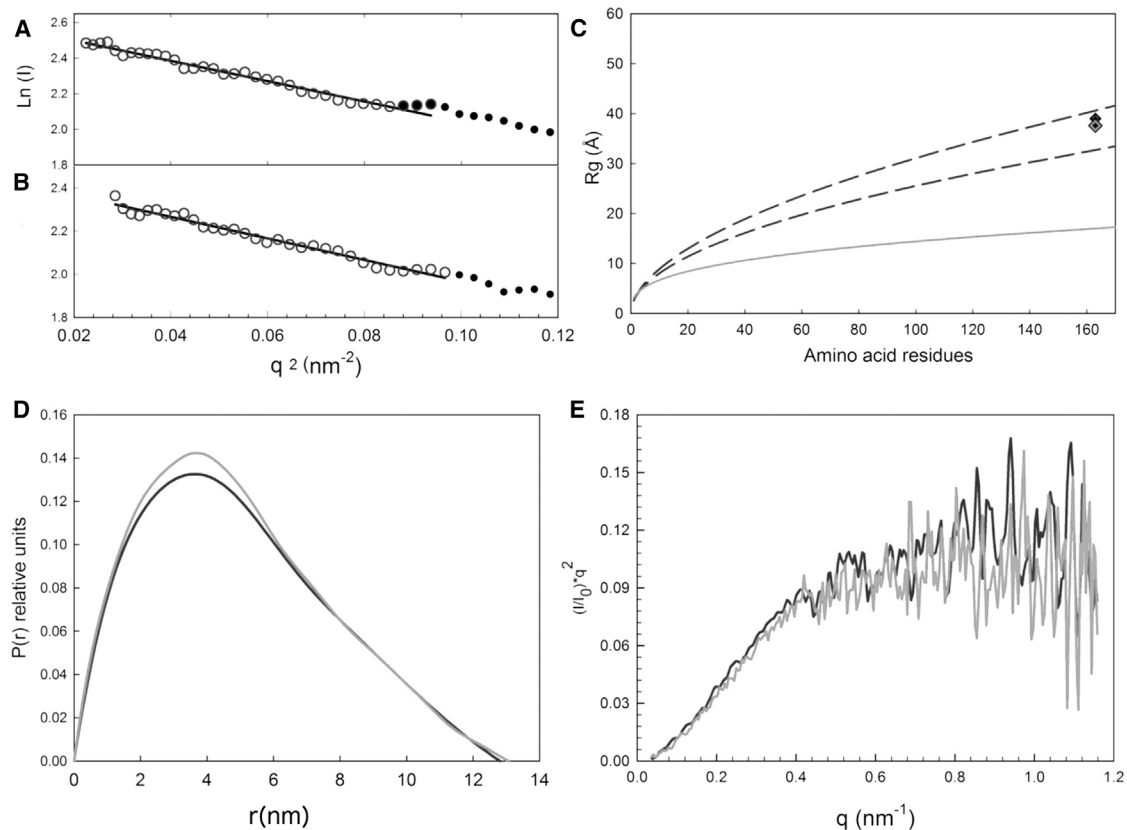 A
2.6
2.4
2.2
2.0
1.8
Ln (I)
B
2.4
2.2
2.0
1.8
0.02 0.04 0.06 0.08 0.10 0.12
q 2 (nm-2)
C
60
50
40
30
20
10
0
Rg (Å)
0 20 40 60 80 100 120 140 160
Amino acid residues
D
0.16
0.14
0.12
0.10
0.08
0.06
0.04
0.02
0.00
P(r) relative units
0 2 4 6 8 10 12 14
r(nm)
E
0.18
0.15
0.12
0.09
0.06
0.03
0.00
(I/I0)*q2
0.0 0.2 0.4 0.6 0.8 1.0 1.2
q (nm-1)